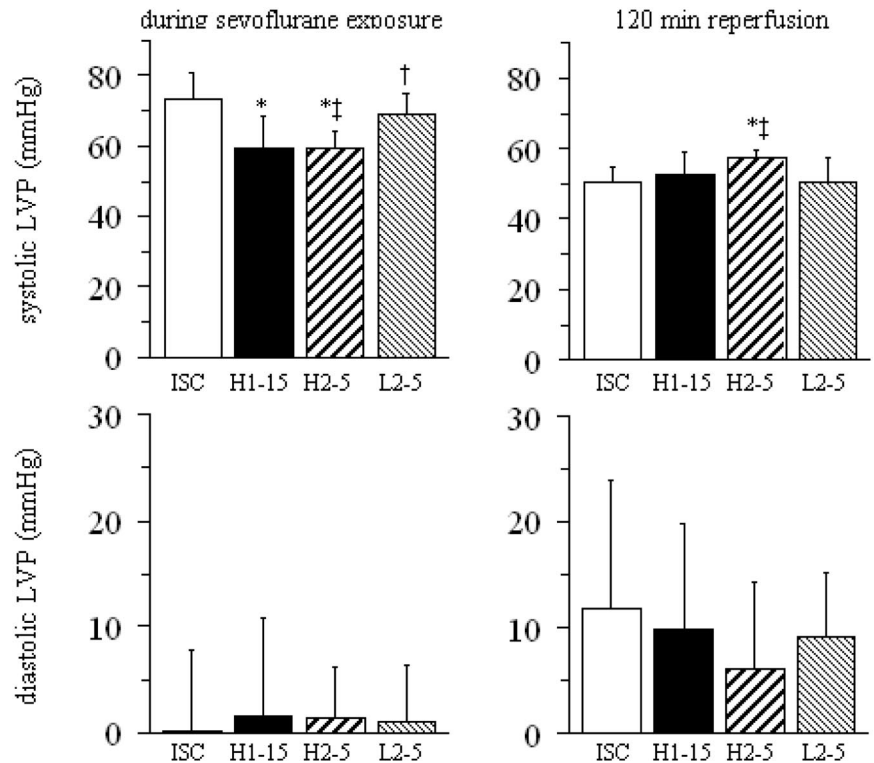 during sevoflurane exposure
120 min reperfusion
systolic LVP (mmHg)
80
60
40
20
0
*
*‡
†
ISC H1-15 H2-5 L2-5
80
60
40
20
0
*‡
ISC H1-15 H2-5 L2-5
diastolic LVP (mmHg)
30
20
10
0
ISC H1-15 H2-5 L2-5
30
20
10
0
ISC H1-15 H2-5 L2-5